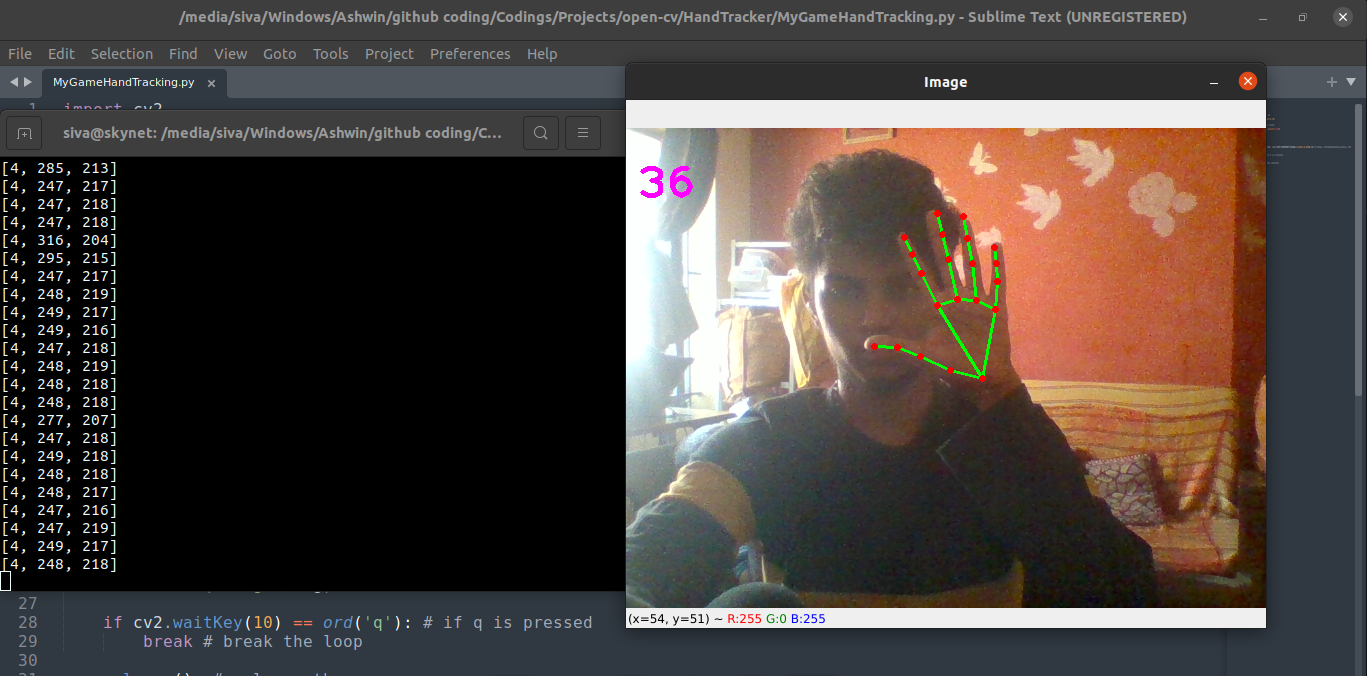 /media/siva/Windows/Ashwin/github coding/Codings/Projects/open-cv/HandTracker/MyGameHandTracking.py - Sublime Text (UNREGISTERED)
File Edit Selection Find View Goto Tools Project Preferences Help
MyGameHandTracking.py
1 import cv2
siva@skynet: /media/siva/Windows/Ashwin/github coding/C...
[4, 285, 213]
[4, 247, 217]
[4, 247, 218]
[4, 247, 218]
[4, 316, 204]
[4, 295, 215]
[4, 247, 217]
[4, 248, 219]
[4, 249, 217]
[4, 249, 216]
[4, 247, 218]
[4, 248, 219]
[4, 248, 218]
[4, 248, 218]
[4, 277, 207]
[4, 247, 218]
[4, 249, 218]
[4, 248, 218]
[4, 248, 217]
[4, 247, 216]
[4, 247, 219]
[4, 249, 217]
[4, 248, 218]
27
28 if cv2.waitKey(10) == ord('q'): # if q is pressed
29 break # break the loop
30
Image
36
(x=54, y=51) ~ R:255 G:0 B:255